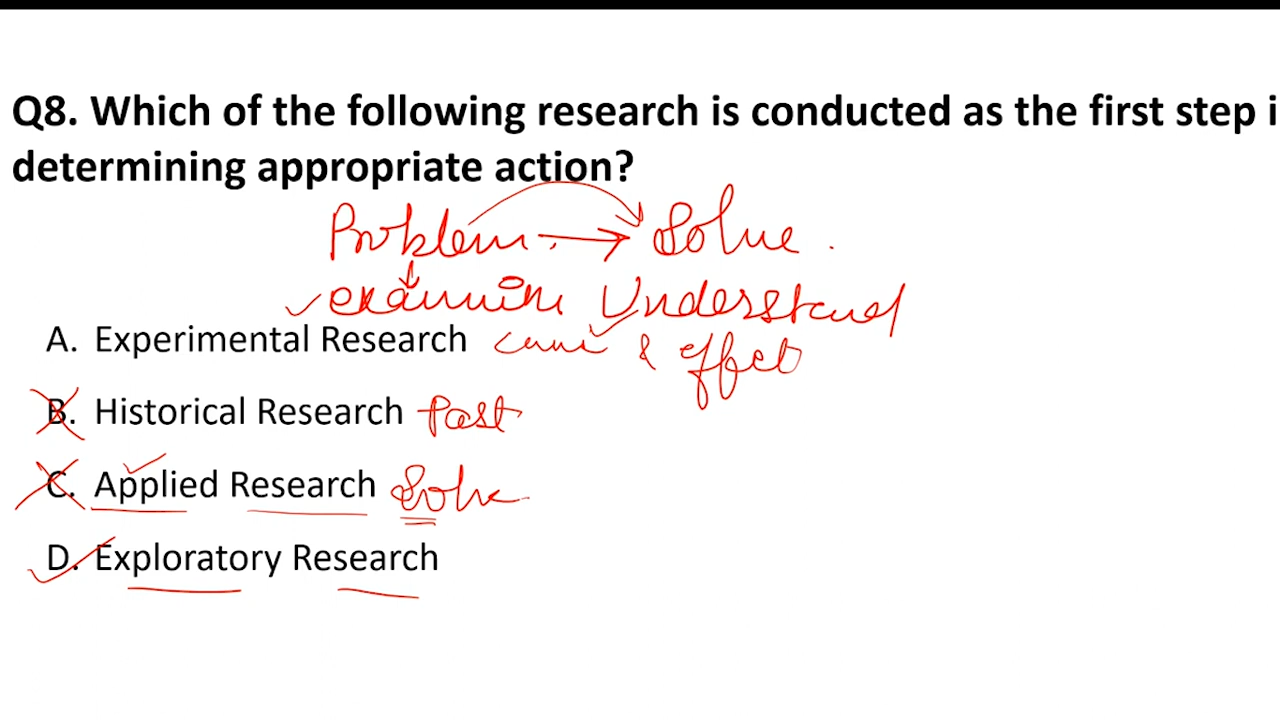 Q8. Which of the following research is conducted as the first step i
determining appropriate action?
Problem → Solve.
examine Understand
A. Experimental Research cause & effect
B. Historical Research Past
C. Applied Research Solve
D. Exploratory Research